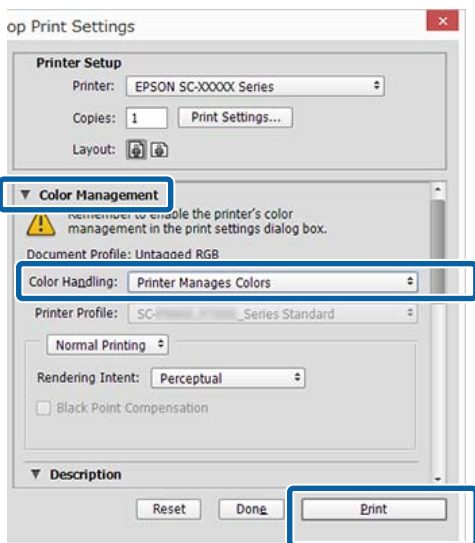 op Print Settings
Printer Setup
Printer: EPSON SC-XXXXX Series
Copies: 1 Print Settings...
Layout:
Color Management
Remember to enable the printer's color
management in the print settings dialog box.
Document Profile: Untagged RGB
Color Handling: Printer Manages Colors
Printer Profile: SC- _Series Standard
Normal Printing
Rendering Intent: Perceptual
Black Point Compensation
Description
Reset Done Print